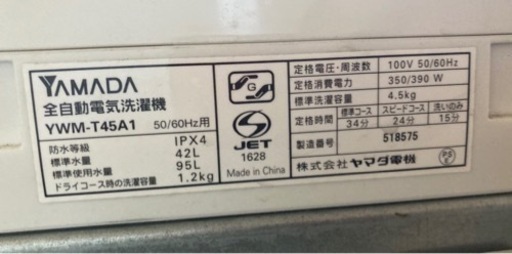 YAMADA
全自動電気洗濯機
YWM-T45A1 50/60Hz用
防水等級 IPX4
標準水量 42L
標準使用水量 95L
ドライコース時の洗濯容量 1.2kg
G
S
JET
1628
Made in China
定格電圧・周波数 100V 50/60Hz
定格消費電力 350/390 W
標準洗濯容量 4.5kg
定格時間 標準コース スピードコース 洗いのみ
34分 24分 15分
製造番号 518575
株式会社ヤマダ電機